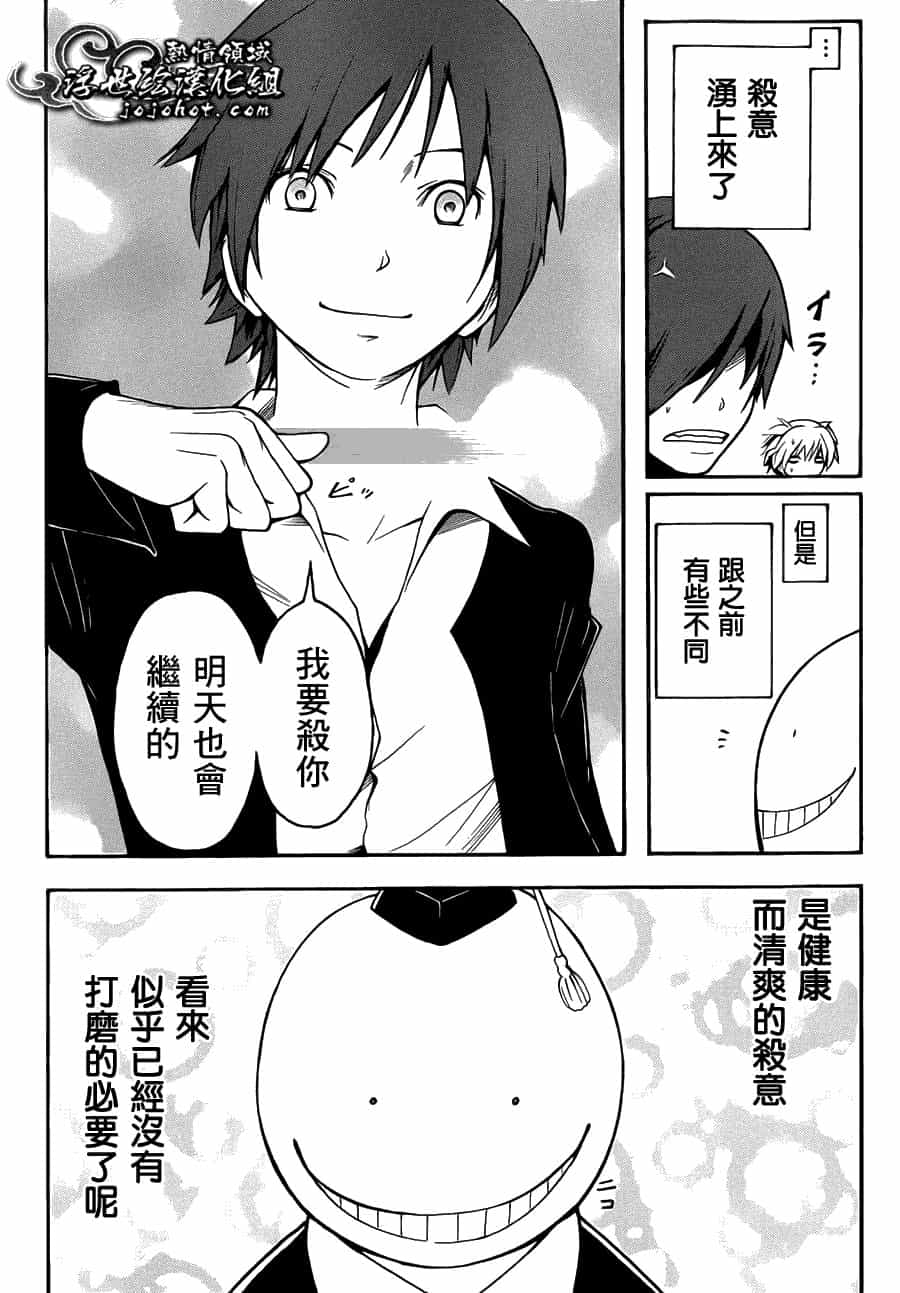 熱情領域
浮世绘漢化組
jojohot.com
…
殺意
湧上來了
イラ…
但是
跟之前
有些不同
我要殺你
明天也會
繼續的
ピッ
是健康
而清爽的殺意
看來
似乎已經沒有
打磨的必要了呢
ニコ